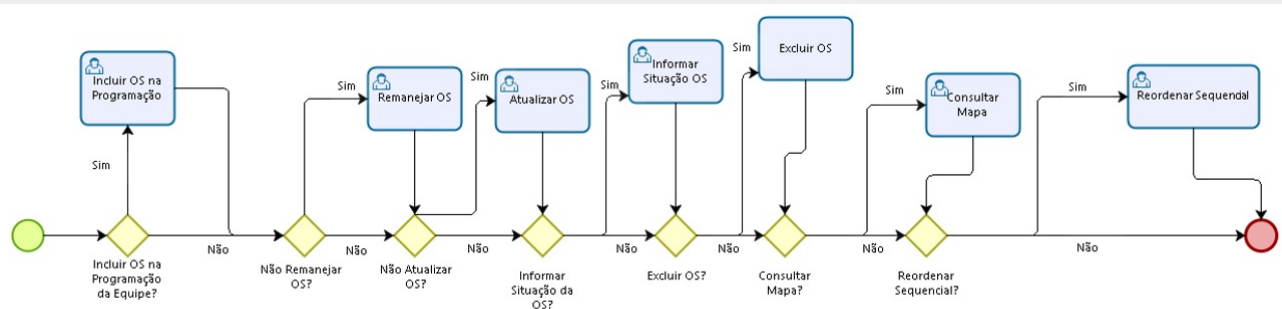 Incluir OS na
Programação
Sim
Não
Incluir OS na
Programação
da Equipe?
Sim
Remanejar OS
Não
Não Remanejar
OS?
Sim
Atualizar OS
Não
Não Atualizar
OS?
Sim
Informar
Situação OS
Não
Informar
Situação da
OS?
Sim
Excluir OS
Não
Excluir OS?
Sim
Consultar
Mapa
Não
Consultar
Mapa?
Sim
Reordenar Sequencial
Não
Reordenar
Sequencial?